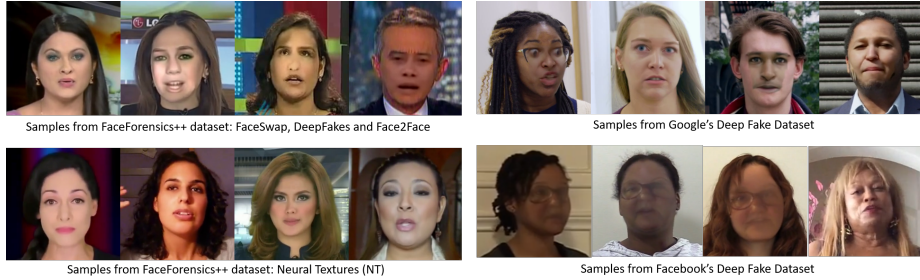 LG
Samples from FaceForensics++ dataset: FaceSwap, DeepFakes and Face2Face
Samples from Google's Deep Fake Dataset
Samples from FaceForensics++ dataset: Neural Textures (NT)
Samples from Facebook's Deep Fake Dataset